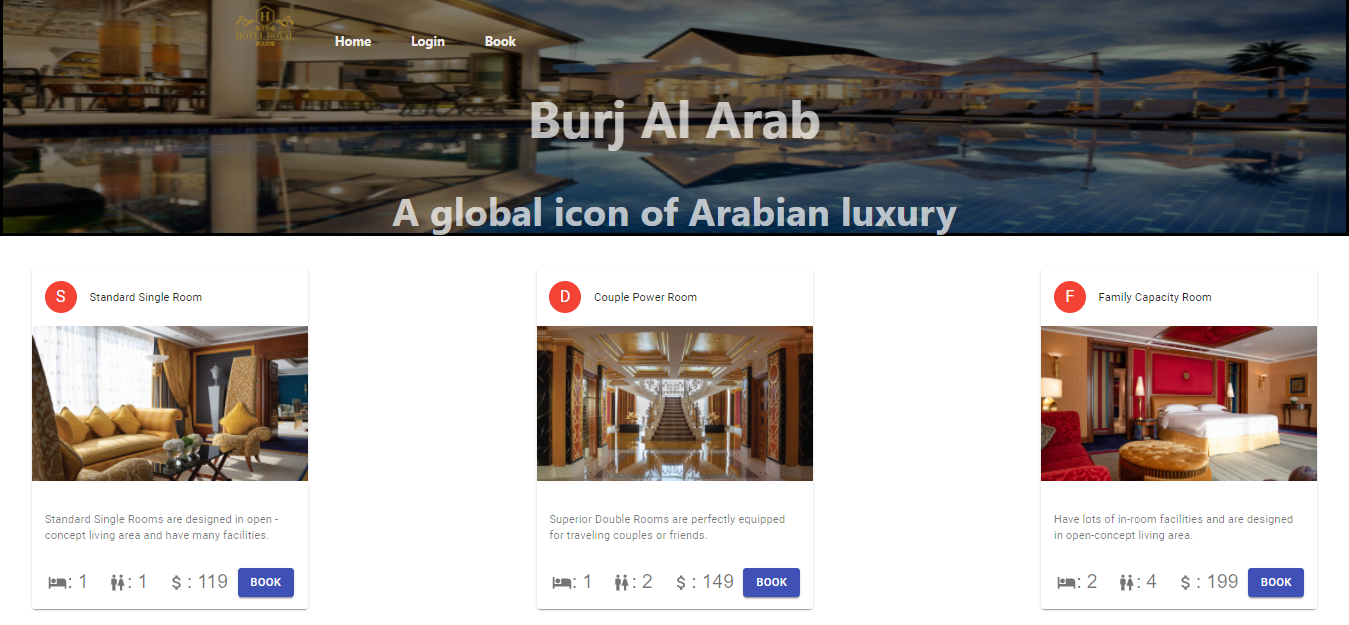 H
HOTEL ROYAL
Home
Login
Book
Burj Al Arab
A global icon of Arabian luxury
S
Standard Single Room
Standard Single Rooms are designed in open -
concept living area and have many facilities.
: 1
: 1
$ : 119
BOOK
D
Couple Power Room
Superior Double Rooms are perfectly equipped
for traveling couples or friends.
: 1
: 2
$ : 149
BOOK
F
Family Capacity Room
Have lots of in-room facilities and are designed
in open-concept living area.
: 2
: 4
$ : 199
BOOK